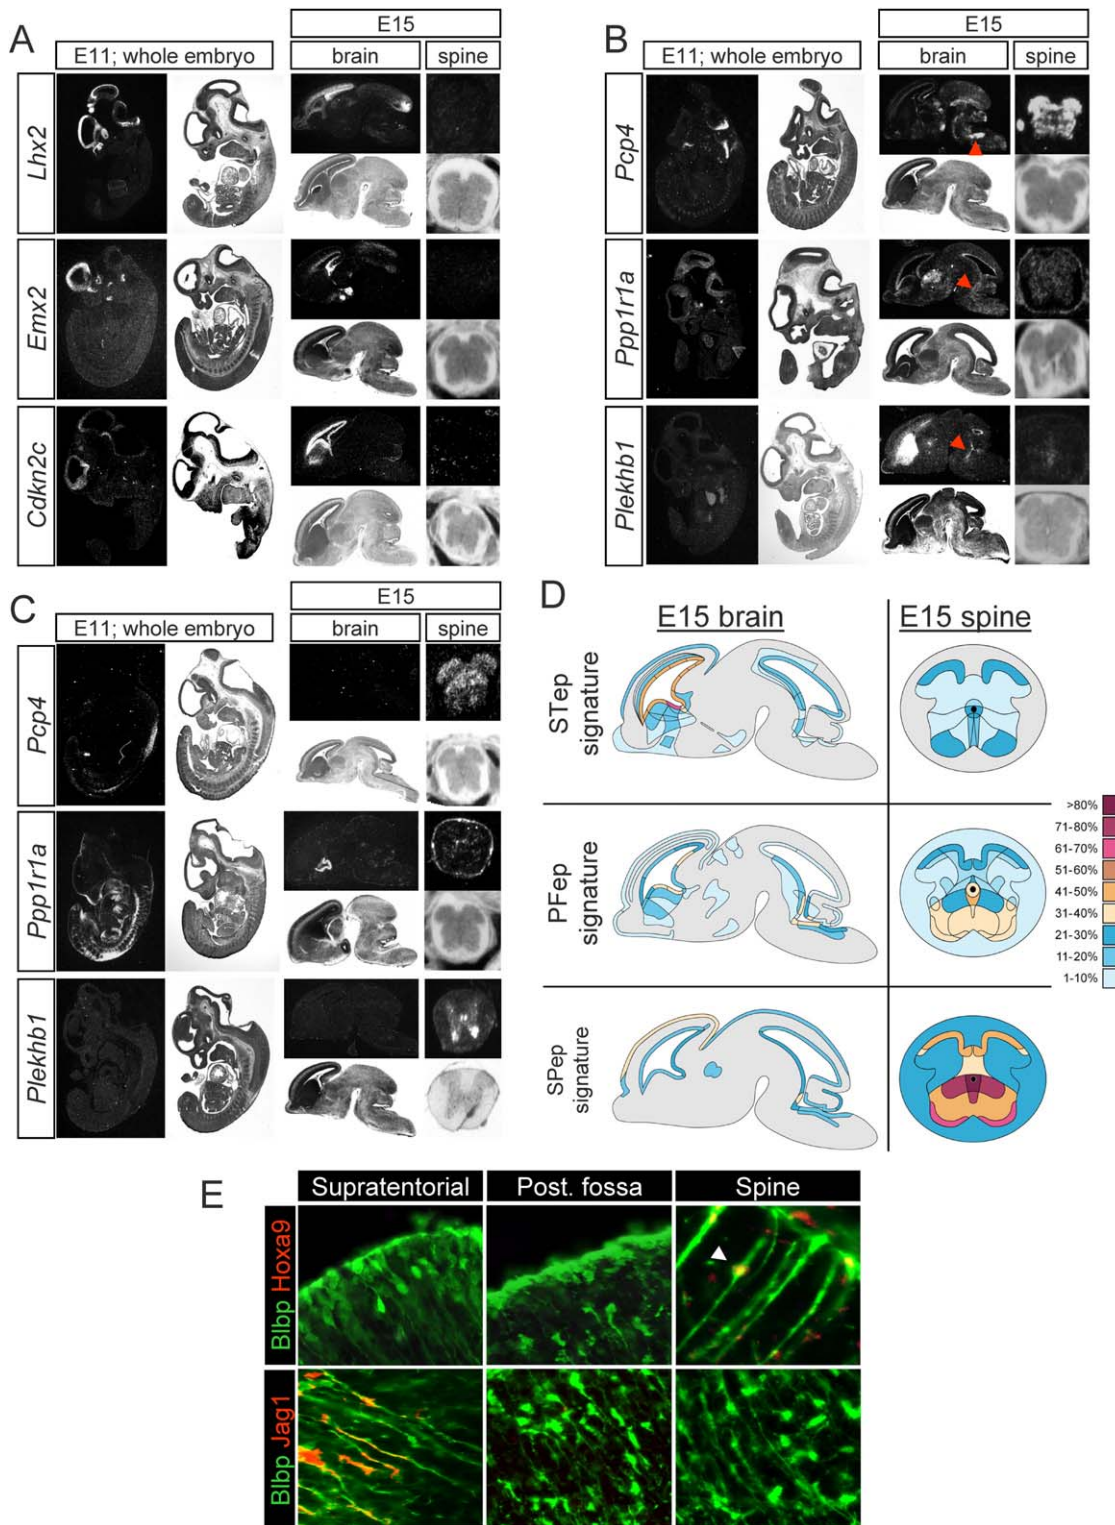 A
E15
E11; whole embryo
brain
spine
Lhx2
Emx2
Cdkn2c
B
E15
E11; whole embryo
brain
spine
Pcp4
Ppp1r1a
Plekhb1
C
E15
E11; whole embryo
brain
spine
Pcp4
Ppp1r1a
Plekhb1
D
E15 brain
E15 spine
STep
signature
PFep
signature
SPep
signature
>80%
71-80%
61-70%
51-60%
41-50%
31-40%
21-30%
11-20%
1-10%
E
Supratentorial
Post. fossa
Spine
Blbp Hoxa9
Blbp Jag1